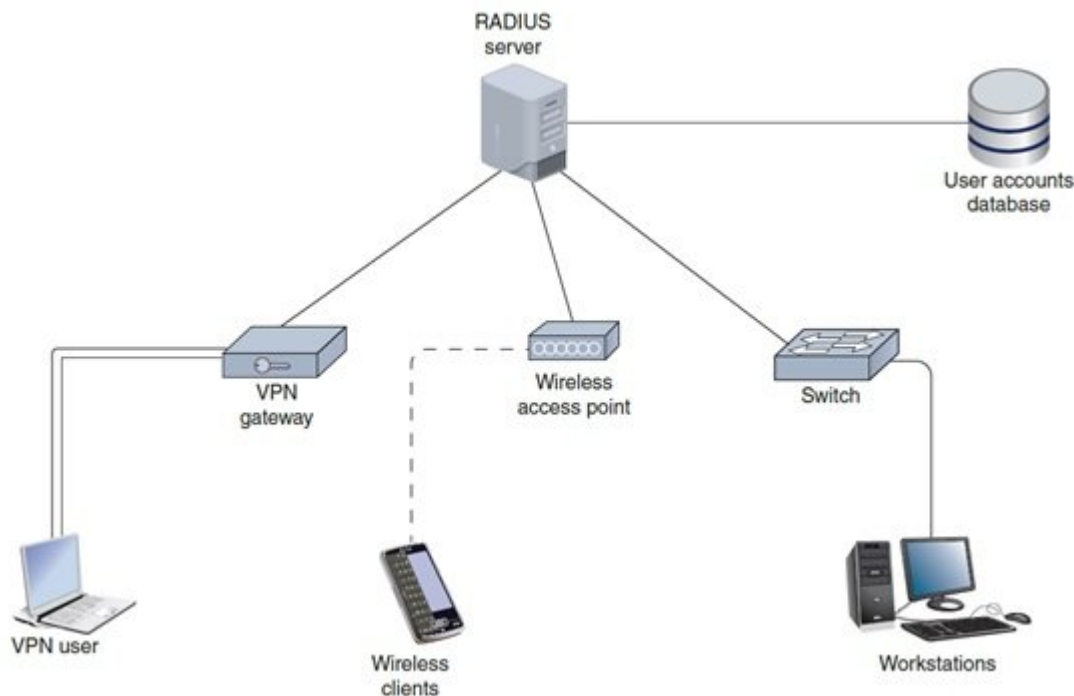 RADIUS
server
User accounts
database
VPN
gateway
Wireless
access point
Switch
VPN user
Wireless
clients
Workstations